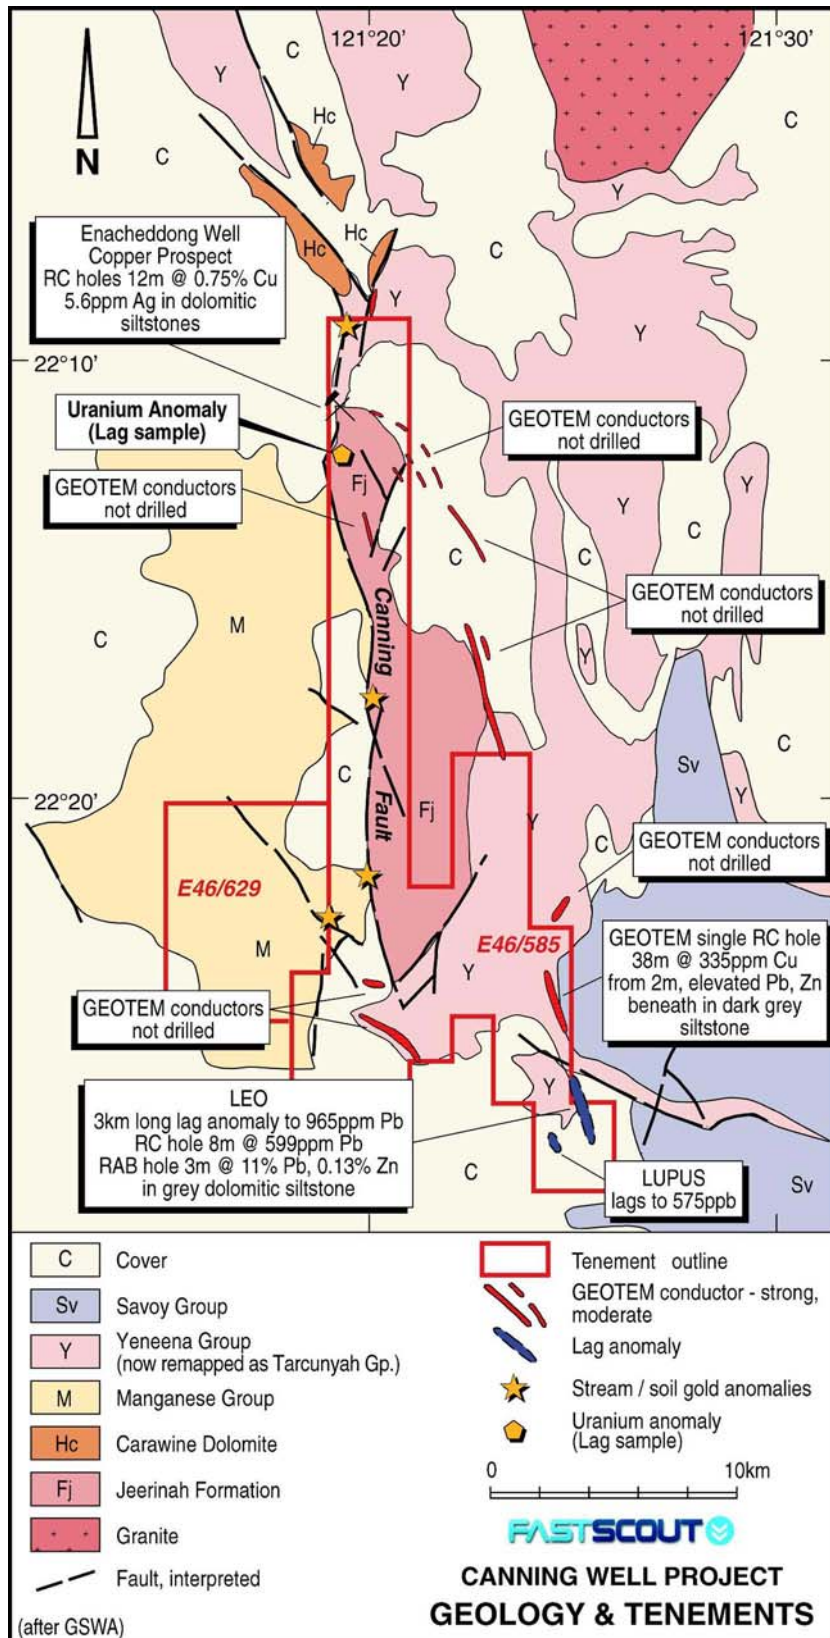 121°20'
121°30'
C
Y
Y
Hc
C
C
N
Y
Hc
Hc
C
Enacheddong Well
Copper Prospect
RC holes 12m @ 0.75% Cu
5.6ppm Ag in dolomitic
siltstones
Y
Y
22°10'
Uranium Anomaly
(Lag sample)
GEOTEM conductors
not drilled
GEOTEM conductors
not drilled
Fj
Y
Y
C
C
GEOTEM conductors
not drilled
M
C
Canning
Y
Sv
C
C
22°20'
Fault
Fj
Y
Y
C
GEOTEM conductors
not drilled
E46/629
E46/585
M
Y
GEOTEM single RC hole
38m @ 335ppm Cu
from 2m, elevated Pb, Zn
beneath in dark grey
siltstone
GEOTEM conductors
not drilled
Y
LEO
3km long lag anomaly to 965ppm Pb
RC hole 8m @ 599ppm Pb
RAB hole 3m @ 11% Pb, 0.13% Zn
in grey dolomitic siltstone
C
C
LUPUS
lags to 575ppb
Sv
C Cover
Sv Savoy Group
Y Yeneena Group
(now remapped as Tarcunyah Gp.)
M Manganese Group
Hc Carawine Dolomite
Fj Jeerinah Formation
Granite
Fault, interpreted
(after GSWA)
Tenement outline
GEOTEM conductor - strong,
moderate
Lag anomaly
Stream / soil gold anomalies
Uranium anomaly
(Lag sample)
0 10km
FASTSCOUT
CANNING WELL PROJECT
GEOLOGY & TENEMENTS